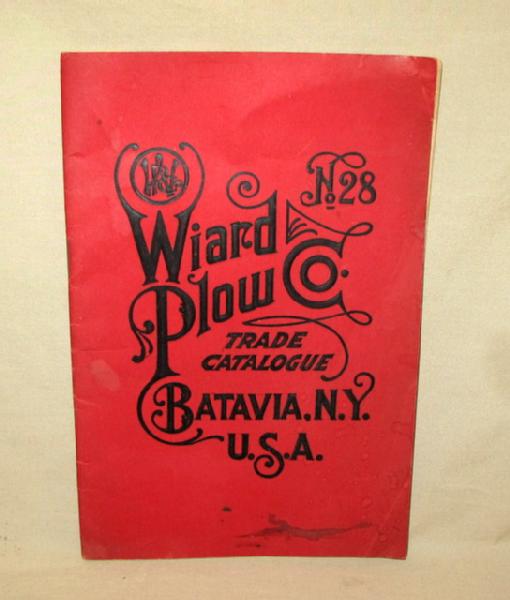 No. 28
Wiard
Plow Co.
TRADE
CATALOGUE
BATAVIA, N.Y.
U.S.A.